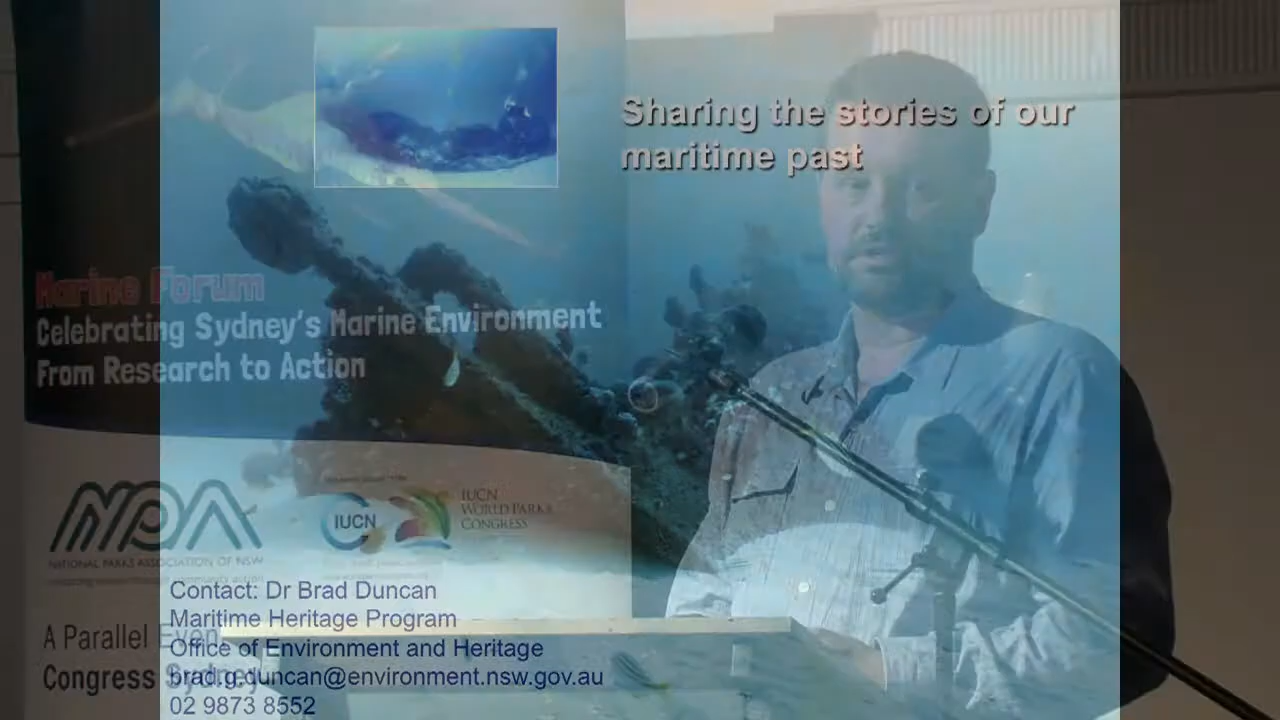 Sharing the stories of our
maritime past
Marine Forum
Celebrating Sydney's Marine Environment
From Research to Action
NPA
NATIONAL PARKS ASSOCIATION OF NSW
IUCN
IUCN
WORLD PARKS
CONGRESS
A Parallel Even
Congress Sydney
Contact: Dr Brad Duncan
Maritime Heritage Program
Office of Environment and Heritage
brad.g.duncan@environment.nsw.gov.au
02 9873 8552